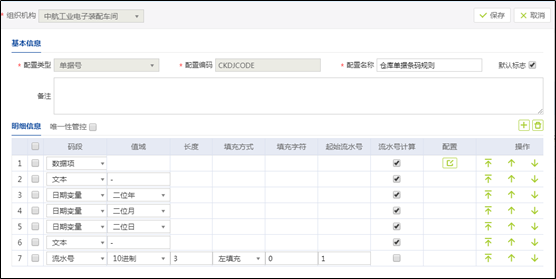 * 组织机构 中航工业电子装配车间 保存 取消
基本信息
* 配置类型 单据号 * 配置编码 CKDJCODE * 配置名称 仓库单据条码规则 默认标志
备注
明细信息 唯一性管控
码段 值域 长度 填充方式 填充字符 起始流水号 流水号计算 配置 操作
1 数据项
2 文本 -
3 日期变量 二位年
4 日期变量 二位月
5 日期变量 二位日
6 文本 -
7 流水号 10进制 3 左填充 0 1